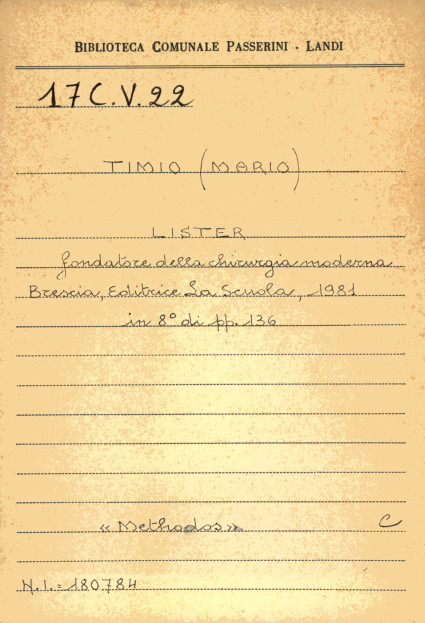 BIBLIOTECA COMUNALE PASSERINI - LANDI
17 C. V. 22
TIMIO (MARIO)
LISTER
fondatore della chirurgia moderna
Brescia, Editrice La Scuola, 1981
in 8° di pp. 136
« Methodos » C
N.I. = 180784